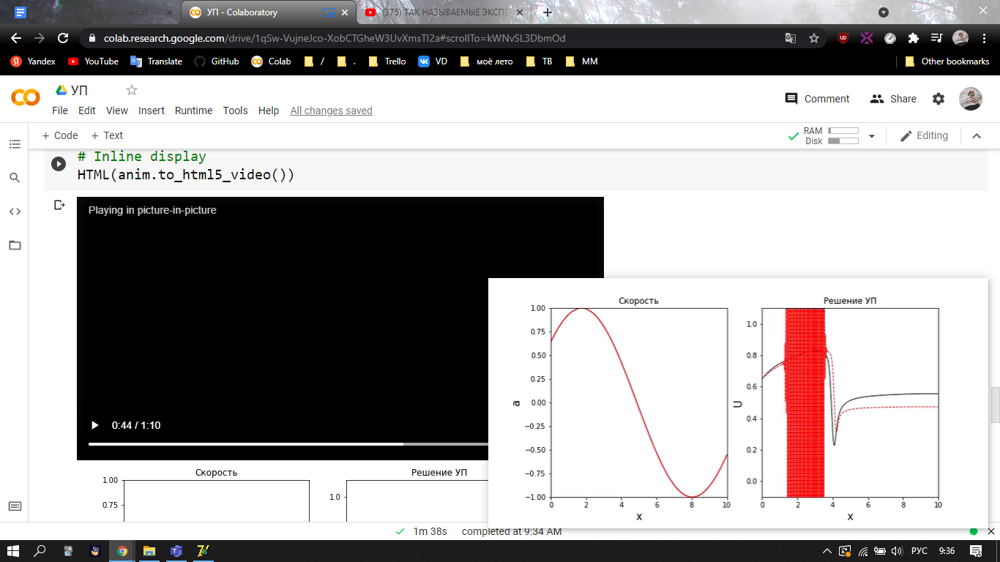 УП - Colaboratory
(375) ТАК НАЗЫВАЕМЫЕ ЭКСПЕ
colab.research.google.com/drive/1qSw-VujneJco-XobCTGheW3UvXmsTI2a#scrollTo=kWNvSL3DbmOd
Yandex YouTube Translate GitHub Colab / . Trello VD моё лето ТВ ММ Other bookmarks
УП
Comment Share
File Edit View Insert Runtime Tools Help All changes saved
+ Code + Text RAM Disk Editing
# Inline display
HTML(anim.to_html5_video())
Playing in picture-in-picture
0:44 / 1:10
Скорость
1.00
0.75
0.50
0.25
0.00
−0.25
−0.50
−0.75
−1.00
a
0 2 4 6 8 10
x
Решение УП
1.0
0.8
0.6
0.4
0.2
0.0
U
0 2 4 6 8 10
x
Скорость
1.00
0.75
Решение УП
1.0
1m 38s completed at 9:34 AM
РУС 9:36